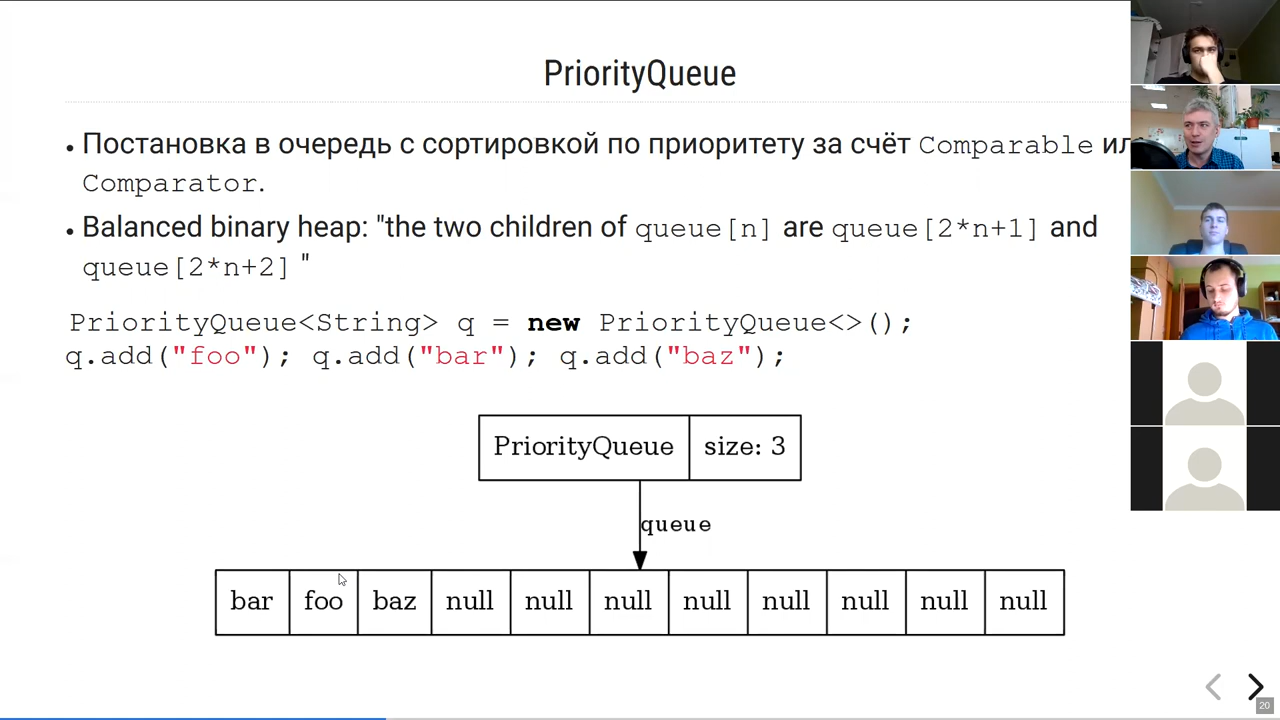 PriorityQueue
• Постановка в очередь с сортировкой по приоритету за счёт Comparable ил
Comparator.
• Balanced binary heap: "the two children of queue[n] are queue[2*n+1] and
queue[2*n+2] "
PriorityQueue<String> q = new PriorityQueue<>();
q.add("foo"); q.add("bar"); q.add("baz");
PriorityQueue size: 3
queue
bar foo baz null null null null null null null null
20